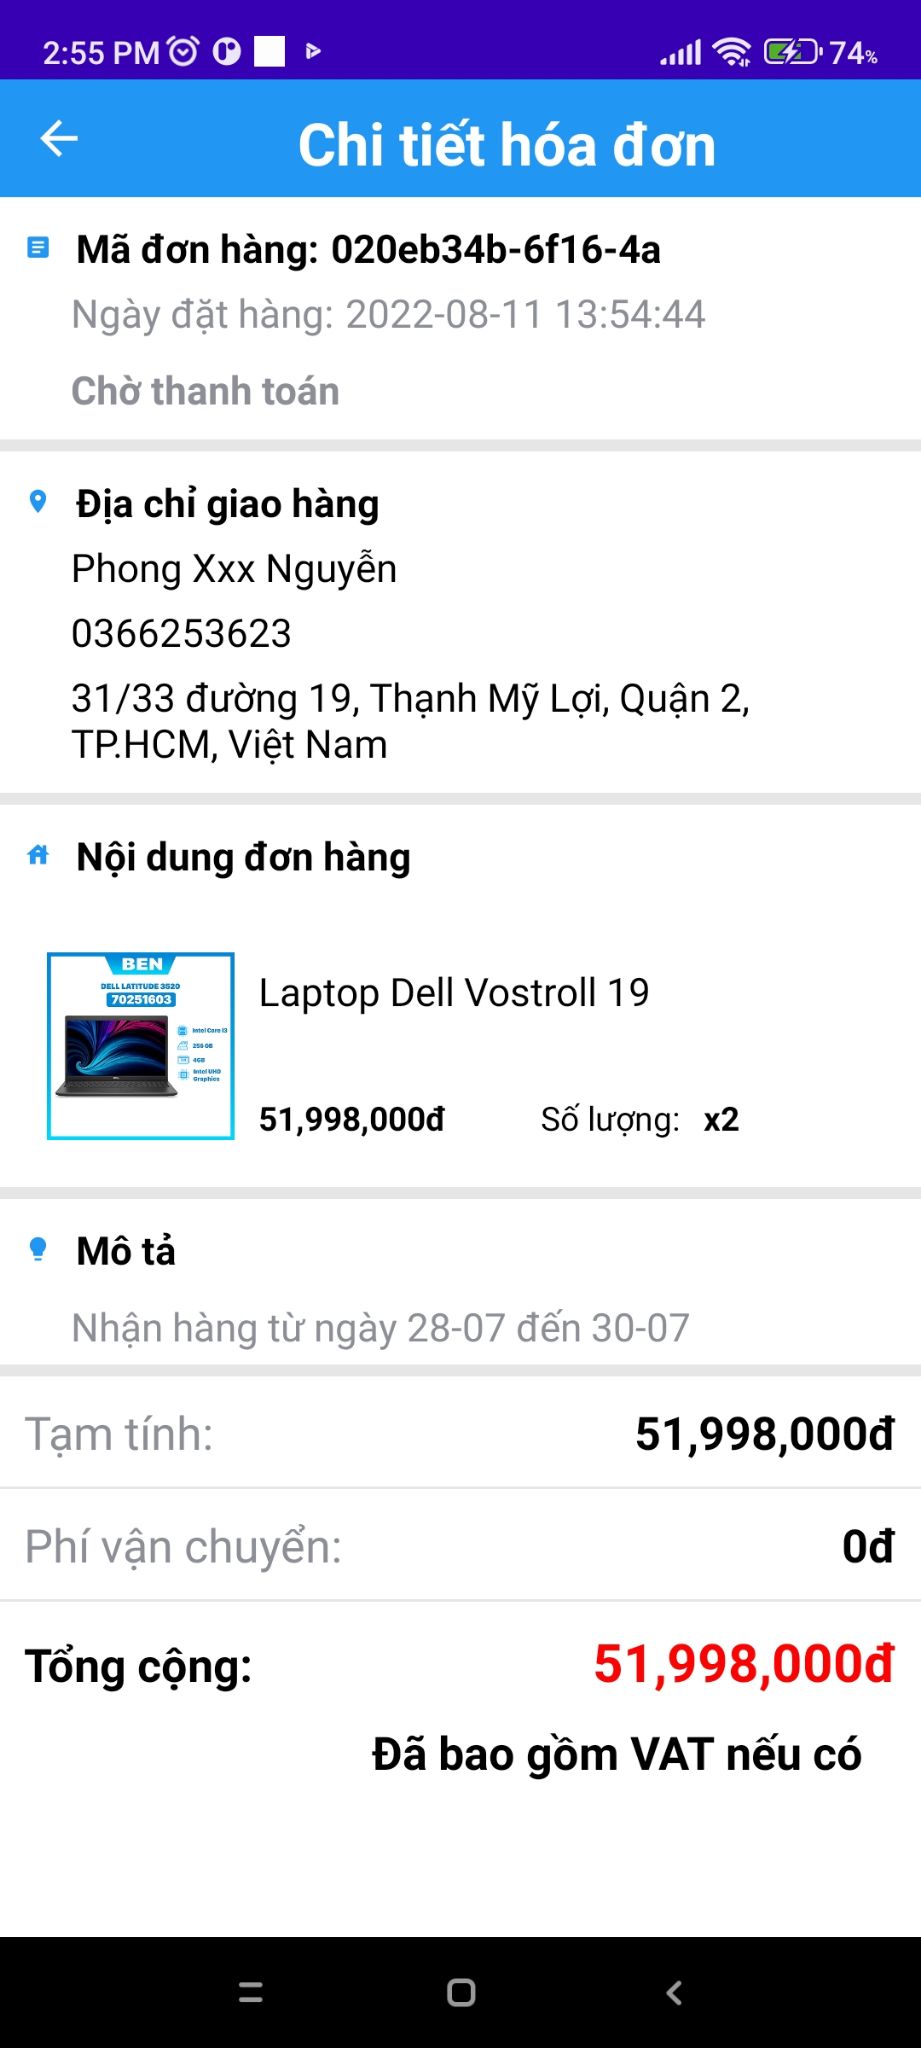 2:55 PM
74%
Chi tiết hóa đơn
Mã đơn hàng: 020eb34b-6f16-4a
Ngày đặt hàng: 2022-08-11 13:54:44
Chờ thanh toán
Địa chỉ giao hàng
Phong Xxx Nguyễn
0366253623
31/33 đường 19, Thạnh Mỹ Lợi, Quận 2,
TP.HCM, Việt Nam
Nội dung đơn hàng
BEN
DELL LATITUDE 3520
70251603
Intel Core i3
256 GB
4GB
Intel UHD
Graphics
Laptop Dell Vostroll 19
51,998,000đ
Số lượng: x2
Mô tả
Nhận hàng từ ngày 28-07 đến 30-07
Tạm tính: 51,998,000đ
Phí vận chuyển: 0đ
Tổng cộng: 51,998,000đ
Đã bao gồm VAT nếu có